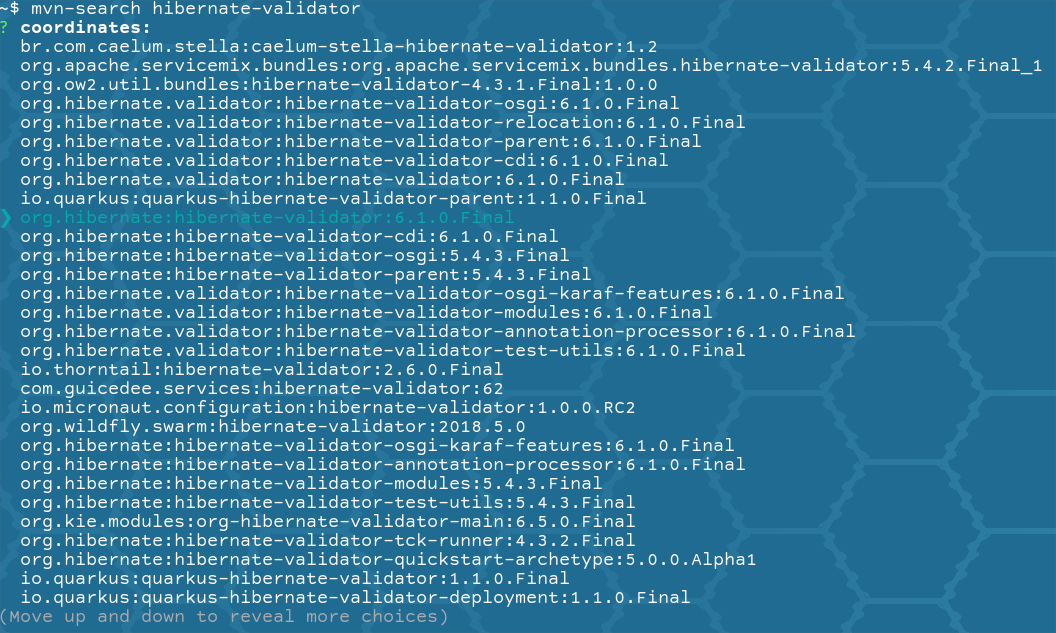 ~$ mvn-search hibernate-validator
? coordinates:
br.com.caelum.stella:caelum-stella-hibernate-validator:1.2
org.apache.servicemix.bundles:org.apache.servicemix.bundles.hibernate-validator:5.4.2.Final_1
org.ow2.util.bundles:hibernate-validator-4.3.1.Final:1.0.0
org.hibernate.validator:hibernate-validator-osgi:6.1.0.Final
org.hibernate.validator:hibernate-validator-relocation:6.1.0.Final
org.hibernate.validator:hibernate-validator-parent:6.1.0.Final
org.hibernate.validator:hibernate-validator-cdi:6.1.0.Final
org.hibernate.validator:hibernate-validator:6.1.0.Final
io.quarkus:quarkus-hibernate-validator-parent:1.1.0.Final
❯ org.hibernate:hibernate-validator:6.1.0.Final
org.hibernate:hibernate-validator-cdi:6.1.0.Final
org.hibernate:hibernate-validator-osgi:5.4.3.Final
org.hibernate:hibernate-validator-parent:5.4.3.Final
org.hibernate.validator:hibernate-validator-osgi-karaf-features:6.1.0.Final
org.hibernate.validator:hibernate-validator-modules:6.1.0.Final
org.hibernate.validator:hibernate-validator-annotation-processor:6.1.0.Final
org.hibernate.validator:hibernate-validator-test-utils:6.1.0.Final
io.thorntail:hibernate-validator:2.6.0.Final
com.guicedee.services:hibernate-validator:62
io.micronaut.configuration:hibernate-validator:1.0.0.RC2
org.wildfly.swarm:hibernate-validator:2018.5.0
org.hibernate:hibernate-validator-osgi-karaf-features:6.1.0.Final
org.hibernate:hibernate-validator-annotation-processor:6.1.0.Final
org.hibernate:hibernate-validator-modules:5.4.3.Final
org.hibernate:hibernate-validator-test-utils:5.4.3.Final
org.kie.modules:org-hibernate-validator-main:6.5.0.Final
org.hibernate:hibernate-validator-tck-runner:4.3.2.Final
org.hibernate:hibernate-validator-quickstart-archetype:5.0.0.Alpha1
io.quarkus:quarkus-hibernate-validator:1.1.0.Final
io.quarkus:quarkus-hibernate-validator-deployment:1.1.0.Final
(Move up and down to reveal more choices)